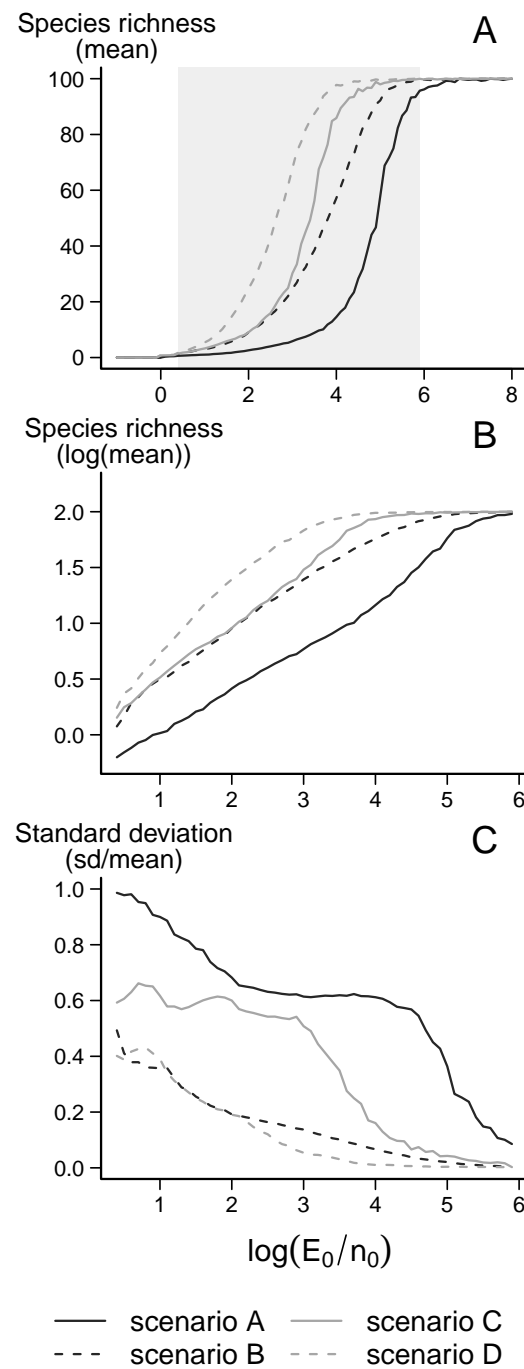 Species richness
(mean)
A
100
80
60
40
20
0
0 2 4 6 8
Species richness
(log(mean))
B
2.0
1.5
1.0
0.5
0.0
1 2 3 4 5 6
Standard deviation
(sd/mean)
C
1.0
0.8
0.6
0.4
0.2
0.0
1 2 3 4 5 6
log(E₀/n₀)
scenario A scenario C
scenario B scenario D